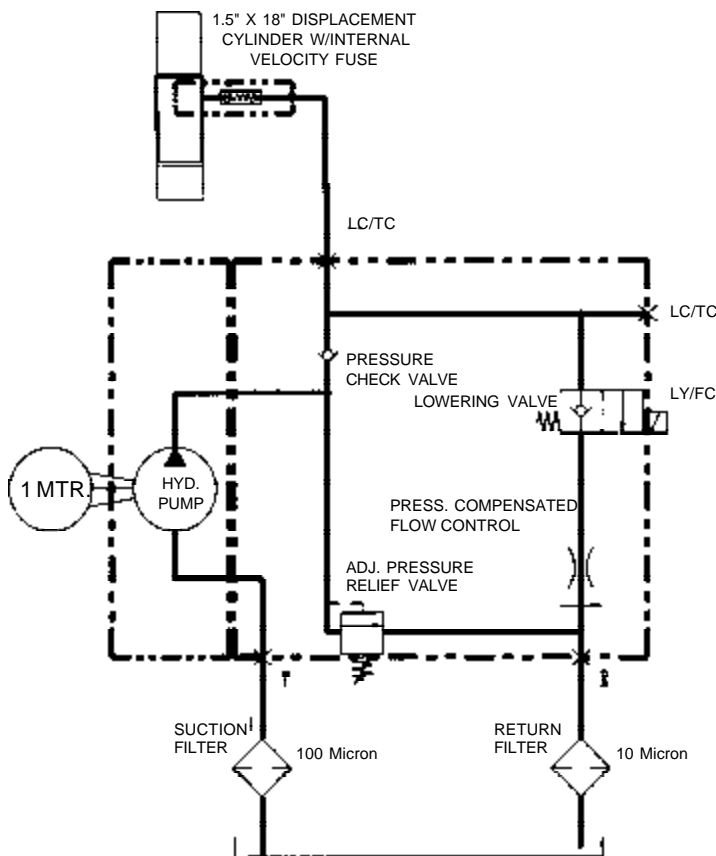 1.5" X 18" DISPLACEMENT
CYLINDER W/INTERNAL
VELOCITY FUSE
LC/TC
LC/TC
PRESSURE
CHECK VALVE
LOWERING VALVE
LY/FC
1 MTR.
HYD.
PUMP
PRESS. COMPENSATED
FLOW CONTROL
ADJ. PRESSURE
RELIEF VALVE
SUCTION
FILTER
100 Micron
RETURN
FILTER
10 Micron